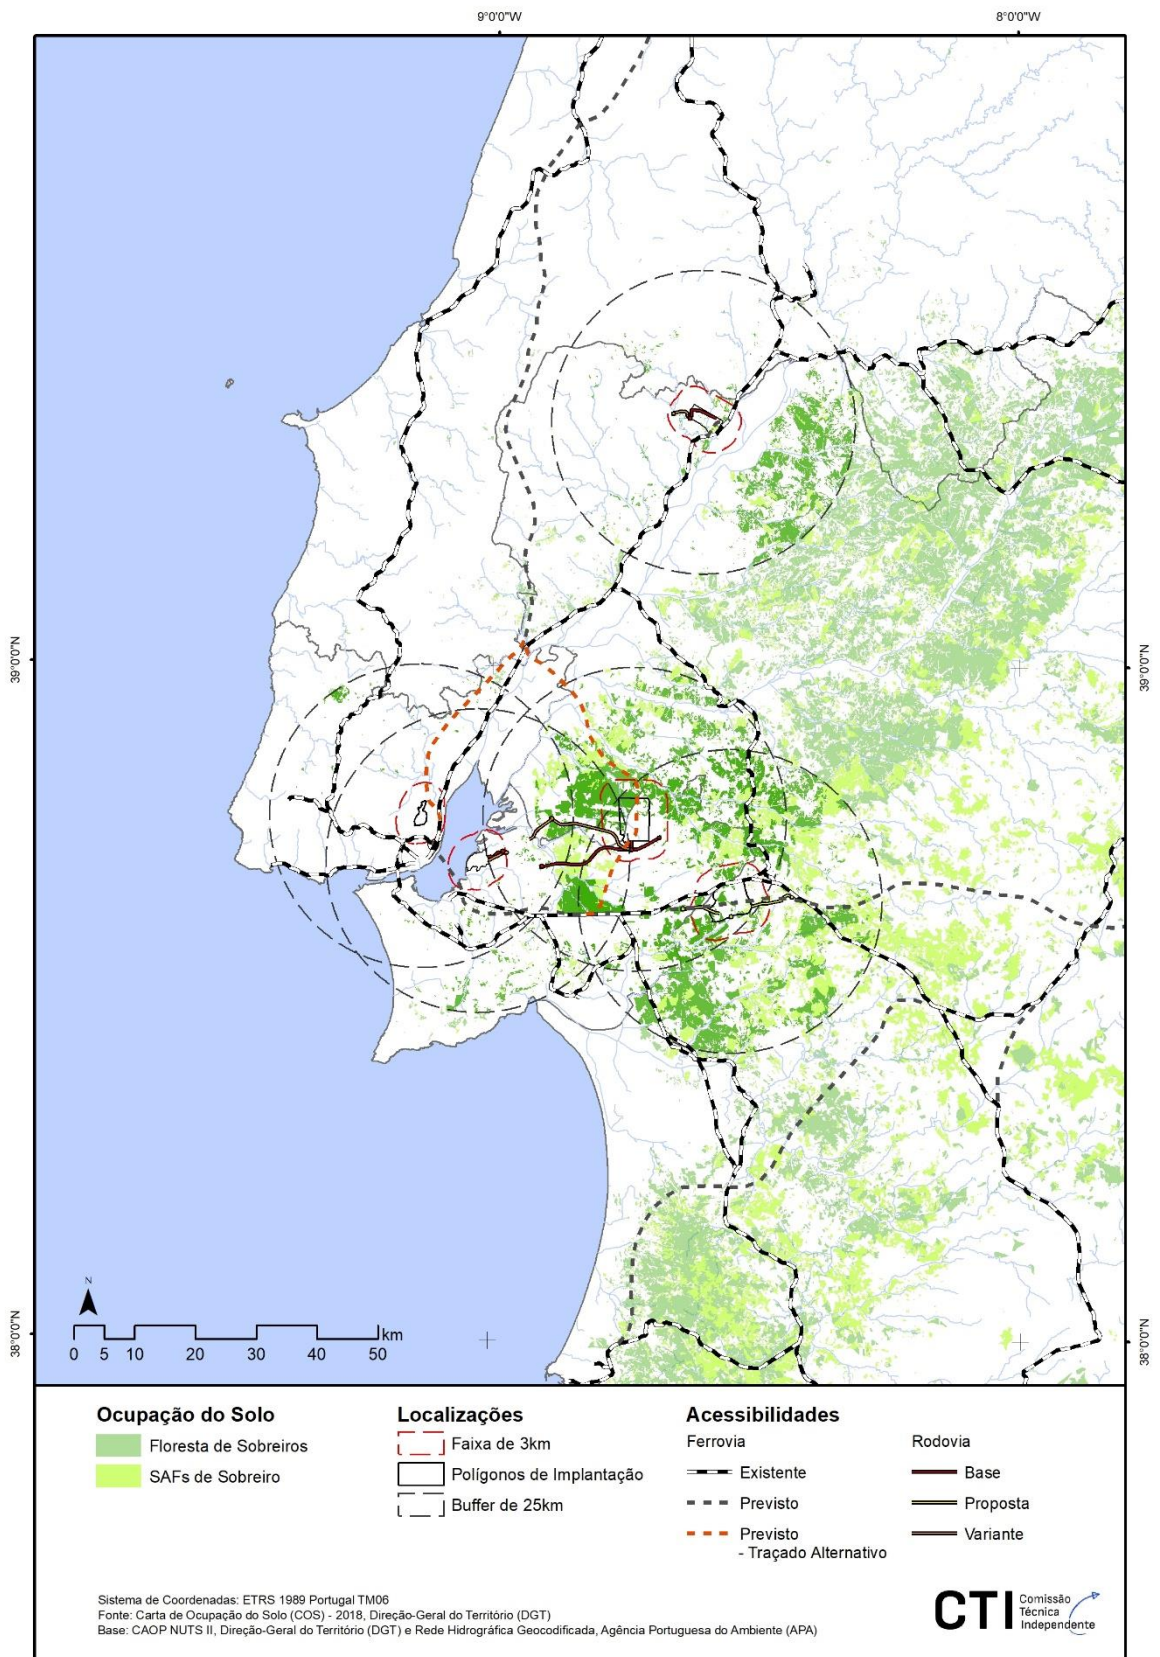 9°0'0"W
8°0'0"W
39°0'0"N
39°0'0"N
N
km
0 5 10 20 30 40 50
38°0'0"N
38°0'0"N
Ocupação do Solo
Floresta de Sobreiros
SAFs de Sobreiro
Localizações
Faixa de 3km
Polígonos de Implantação
Buffer de 25km
Acessibilidades
Ferrovia
Existente
Previsto
Previsto
- Traçado Alternativo
Rodovia
Base
Proposta
Variante
Sistema de Coordenadas: ETRS 1989 Portugal TM06
Fonte: Carta de Ocupação do Solo (COS) - 2018, Direção-Geral do Território (DGT)
Base: CAOP NUTS II, Direção-Geral do Território (DGT) e Rede Hidrográfica Geocodificada, Agência Portuguesa do Ambiente (APA)
CTI
Comissão
Técnica
Independente